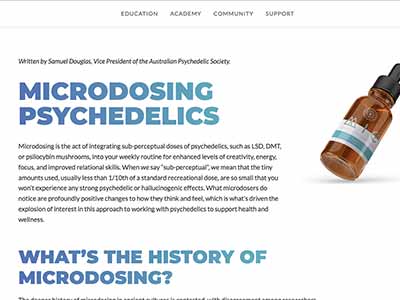 EDUCATION ACADEMY COMMUNITY SUPPORT
Written by Samuel Douglas, Vice President of the Australian Psychedelic Society.
MICRODOSING
PSYCHEDELICS
Microdosing is the act of integrating sub-perceptual doses of psychedelics, such as LSD, DMT,
or psilocybin mushrooms, into your weekly routine for enhanced levels of creativity, energy,
focus, and improved relational skills. When we say “sub-perceptual”, we mean that the tiny
amounts used, usually less than 1/10th of a standard recreational dose, are so small that you
won't experience any strong psychedelic or hallucinogenic effects. What microdosers do
notice are profoundly positive changes to how they think and feel, which is what's driven the
explosion of interest in this approach to working with psychedelics to support health and
wellness.
WHAT'S THE HISTORY OF
MICRODOSING?